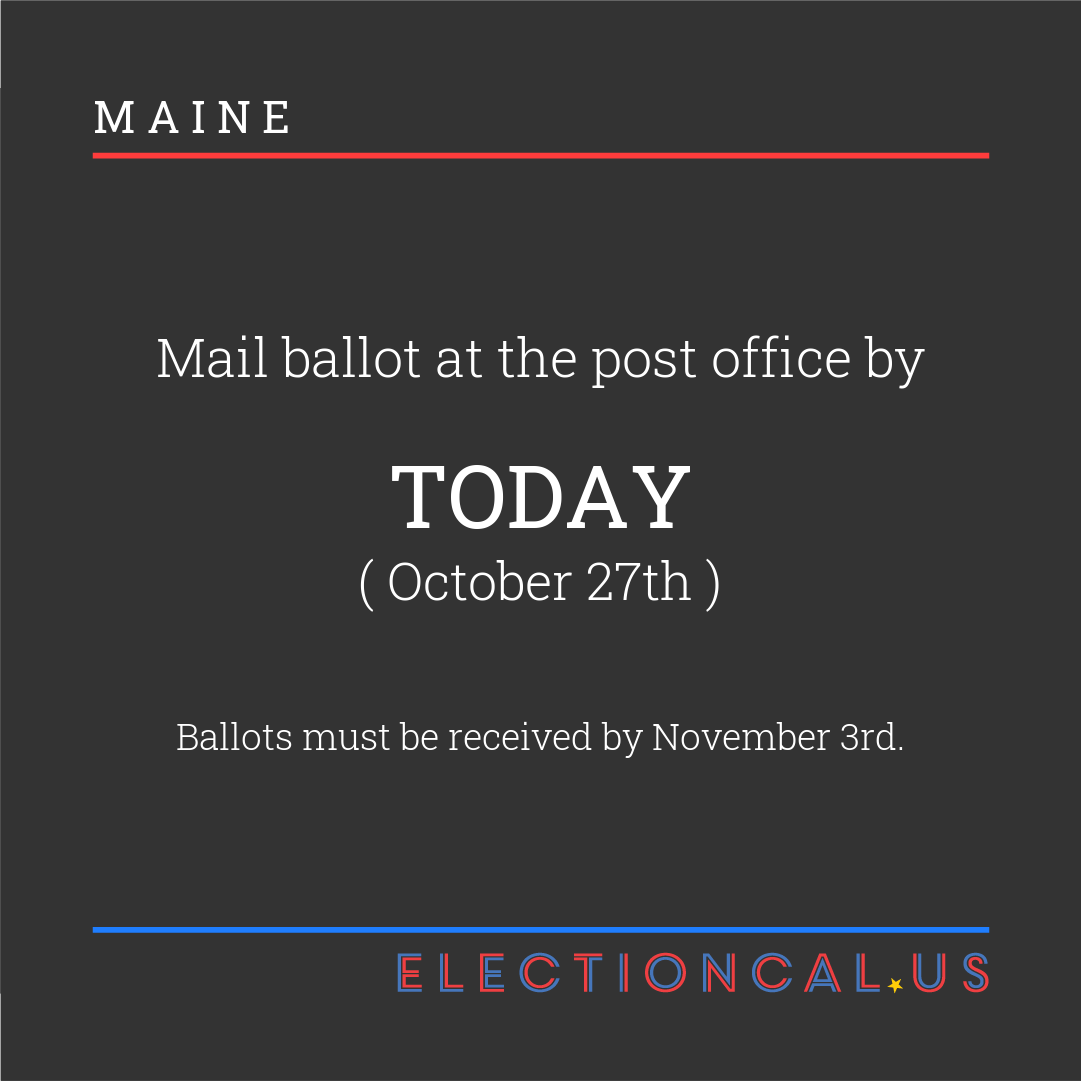 MAINE
Mail ballot at the post office by
TODAY
( October 27th )
Ballots must be received by November 3rd.
ELECTIONCAL.US